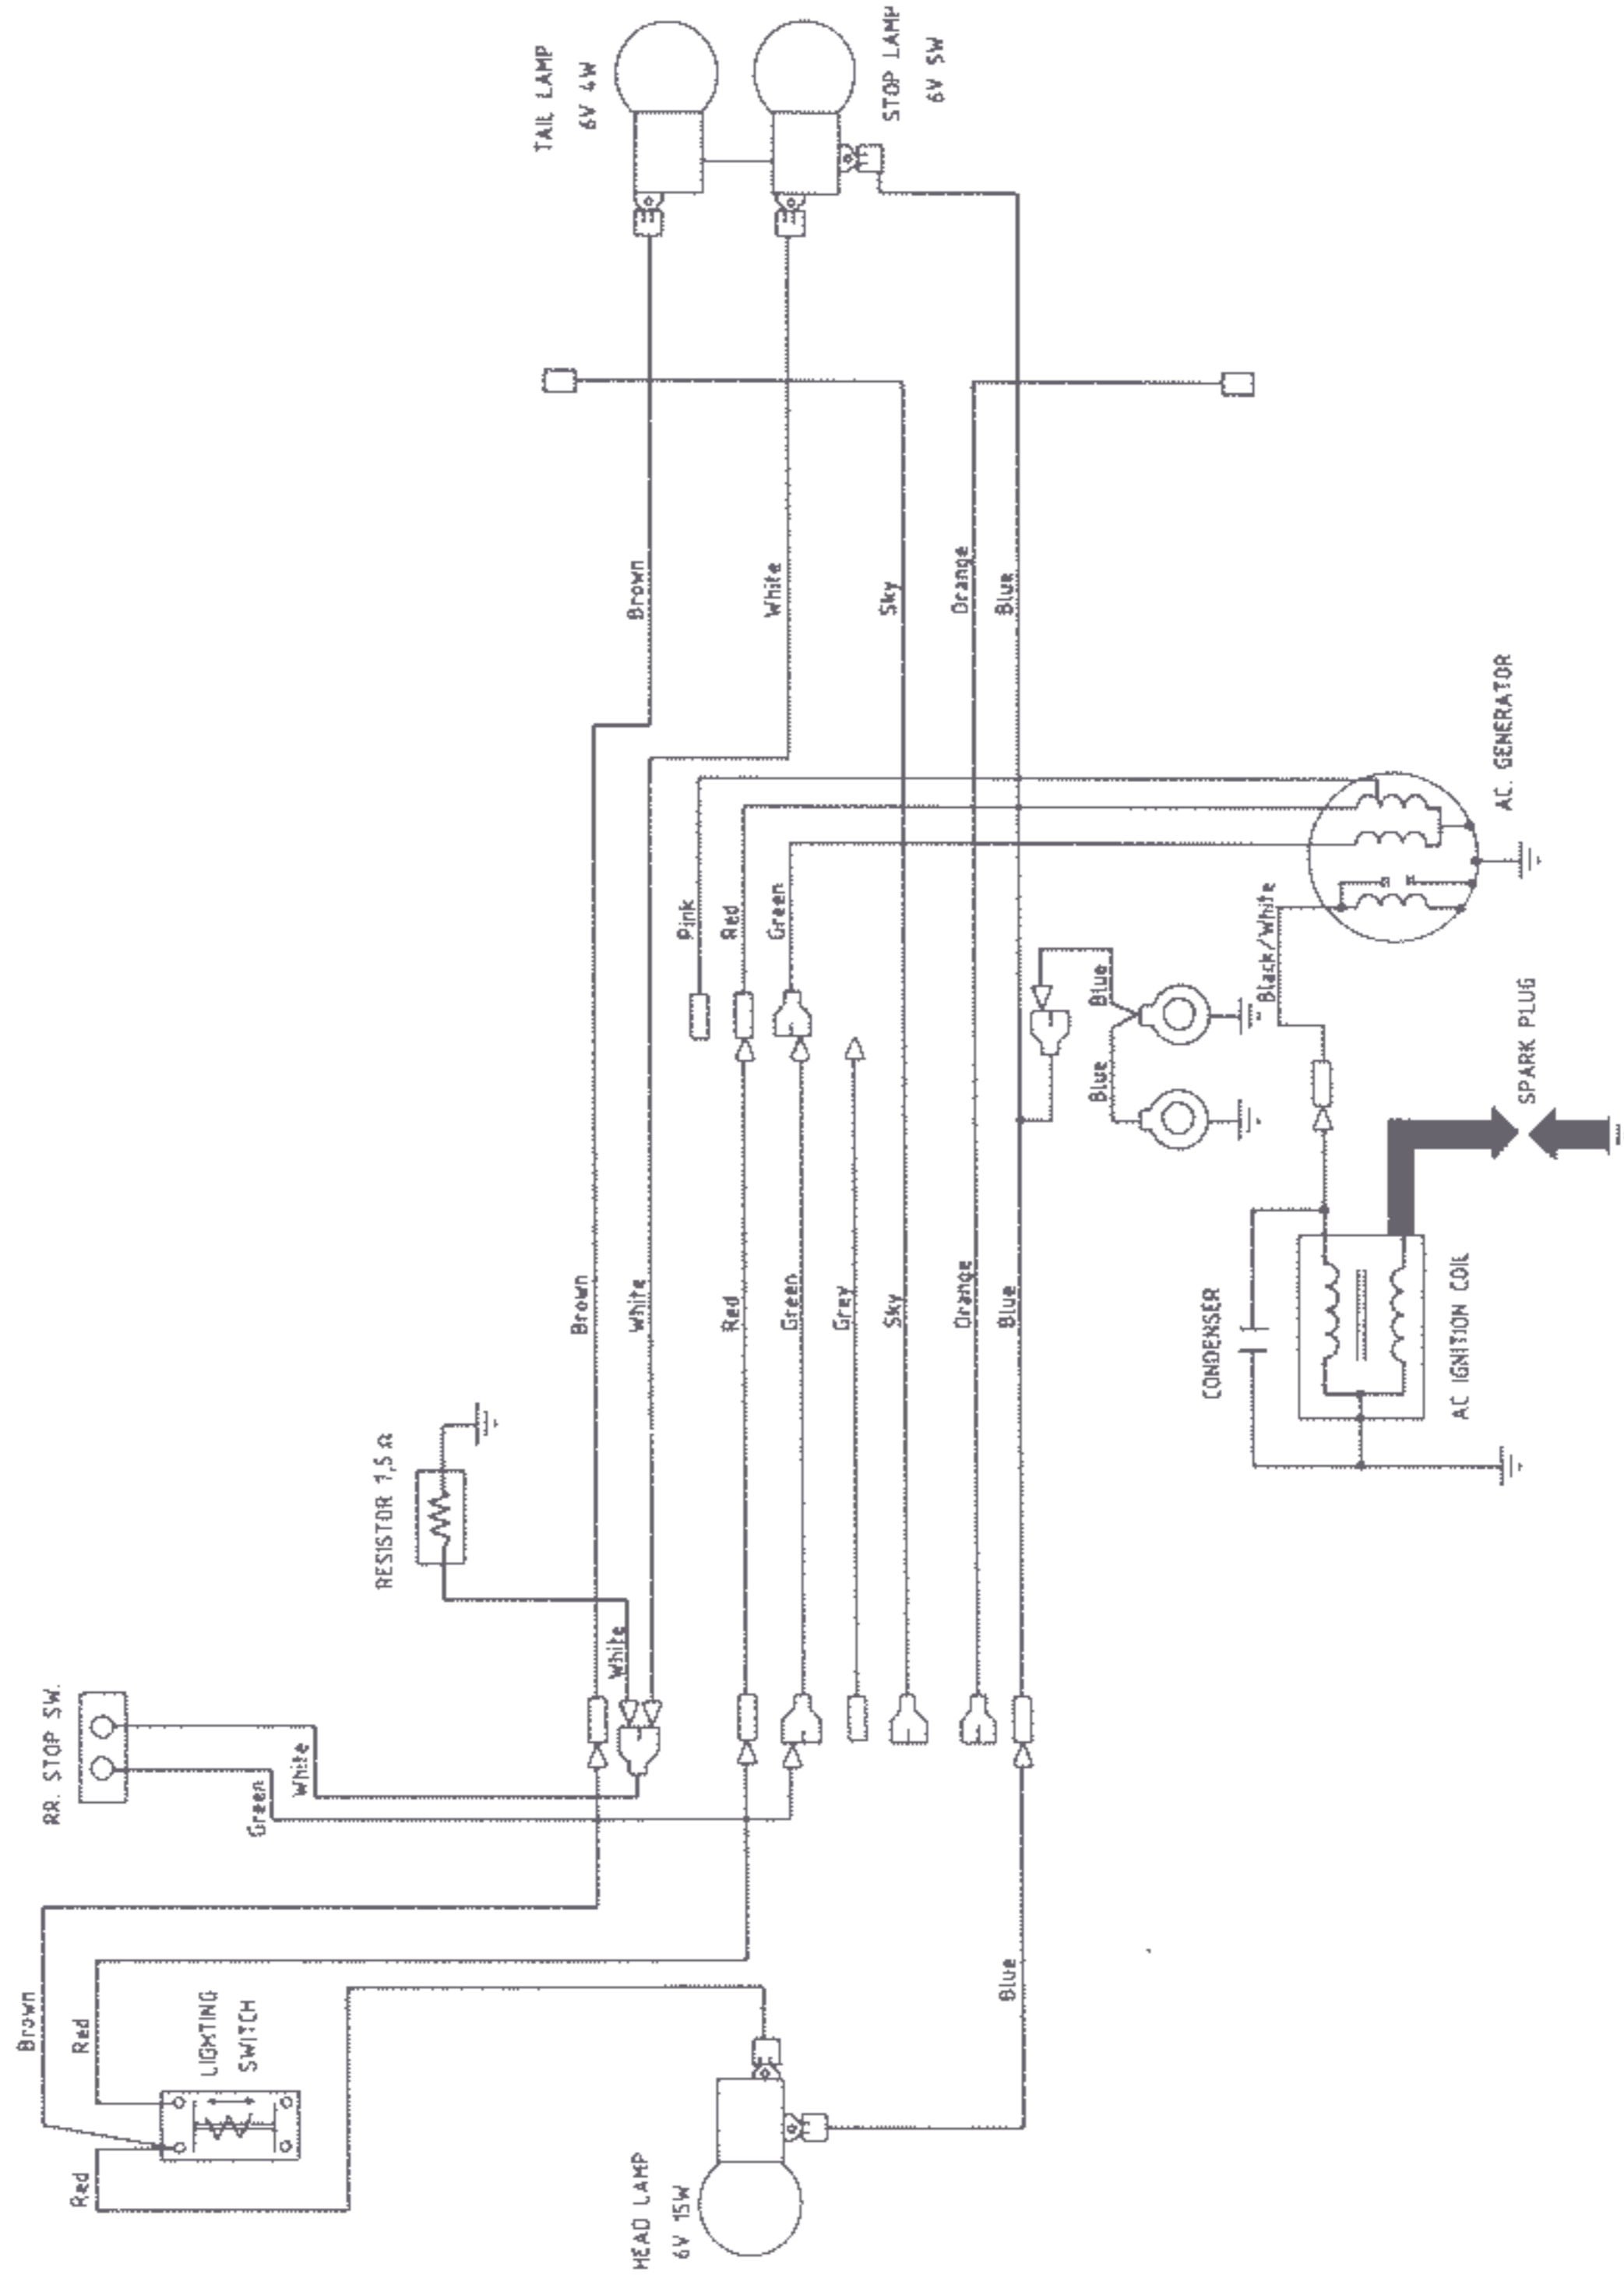 TAIL LAMP
6V 4W
STOP LAMP
6V 5W
Brown
White
Sky
Orange
Blue
AC. GENERATOR
Pink
Red
Green
Black/White
Blue
Blue
SPARK PLUG
Brown
White
Red
Green
Grey
Sky
Orange
Blue
CONDENSER
AC IGNITION COIL
RESISTOR 1,5 Ω
White
RR. STOP SW.
White
Green
Brown
Red
LIGHTING
SWITCH
Blue
Red
HEAD LAMP
6V 15W